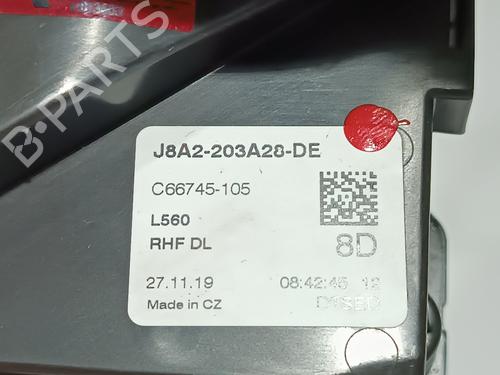 B-PARTS
J8A2-203A28-DE
C66745-105
L560
RHF DL
8D
27.11.19 08:42:45 12
Made in CZ